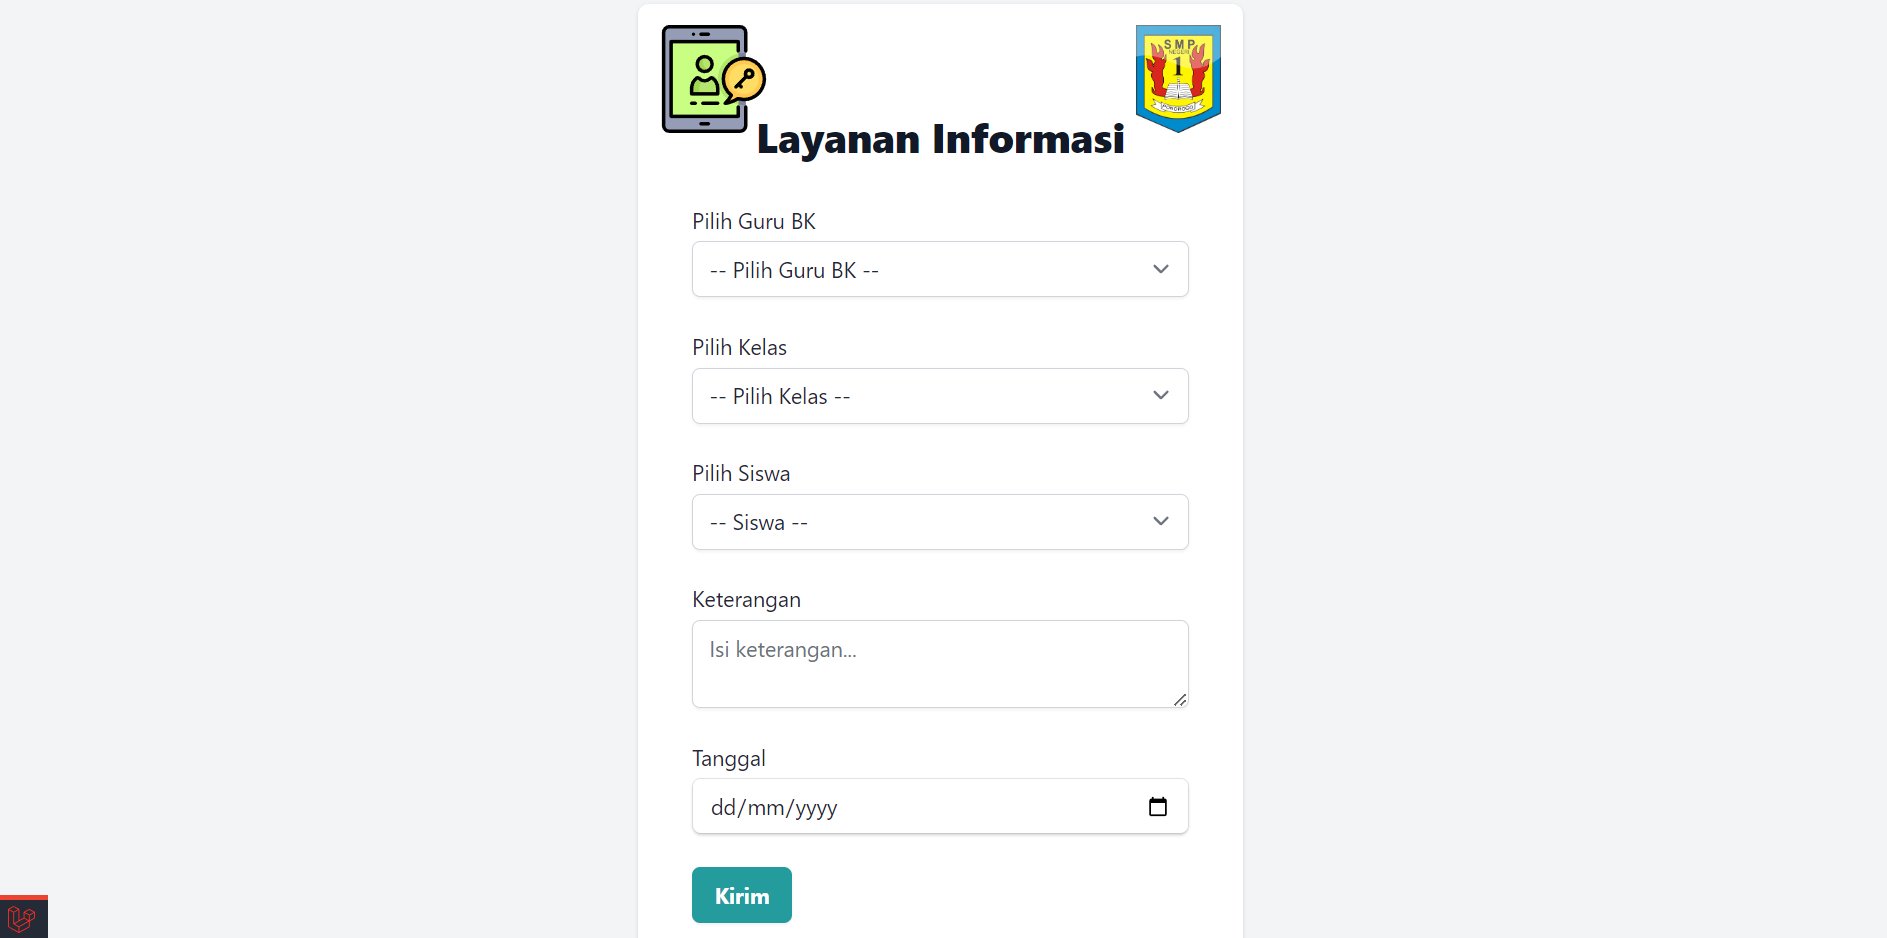 SMP
NEGERI
1
PONOROGO
Layanan Informasi
Pilih Guru BK
-- Pilih Guru BK --
Pilih Kelas
-- Pilih Kelas --
Pilih Siswa
-- Siswa --
Keterangan
Isi keterangan...
Tanggal
dd/mm/yyyy
Kirim